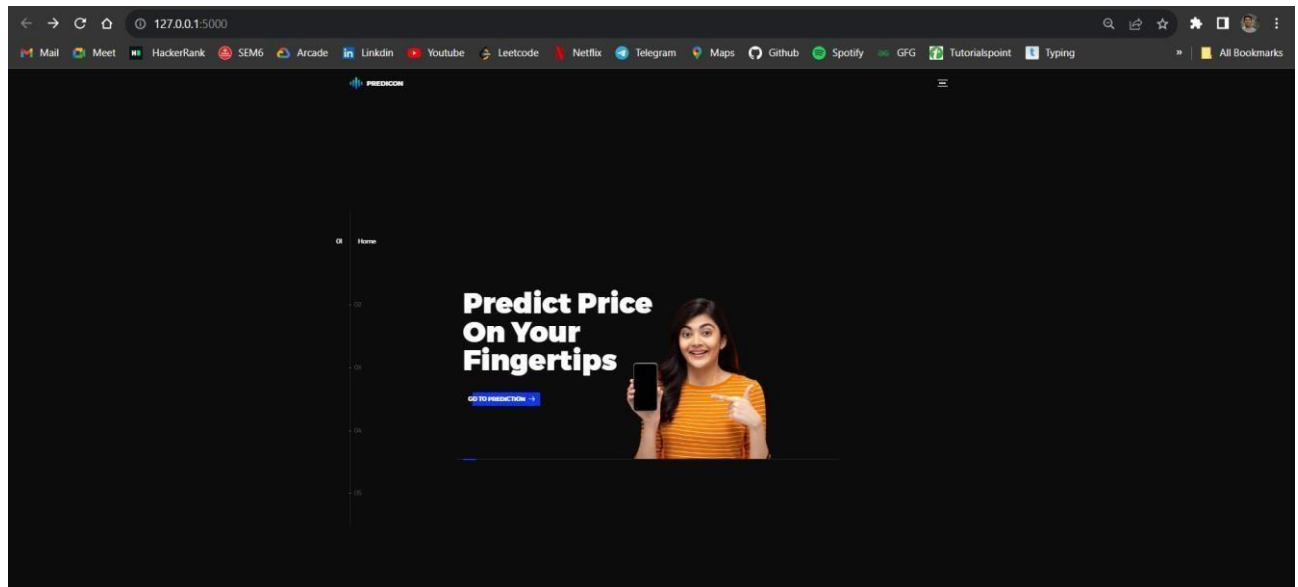 127.0.0.1:5000
Mail Meet HackerRank SEM6 Arcade Linkdin Youtube Leetcode Netflix Telegram Maps Github Spotify GFG Tutorialspoint Typing » All Bookmarks
PREDICON
01 Home
02
Predict Price
On Your
Fingertips
03
GO TO PREDICTION →
04
05